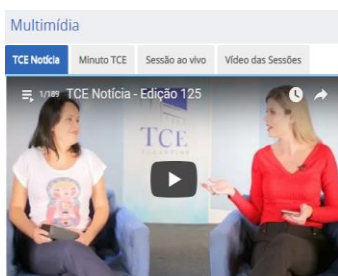 Multimídia
TCE Notícia Minuto TCE Sessão ao vivo Vídeo das Sessões
1/189 TCE Notícia - Edição 125
TCE